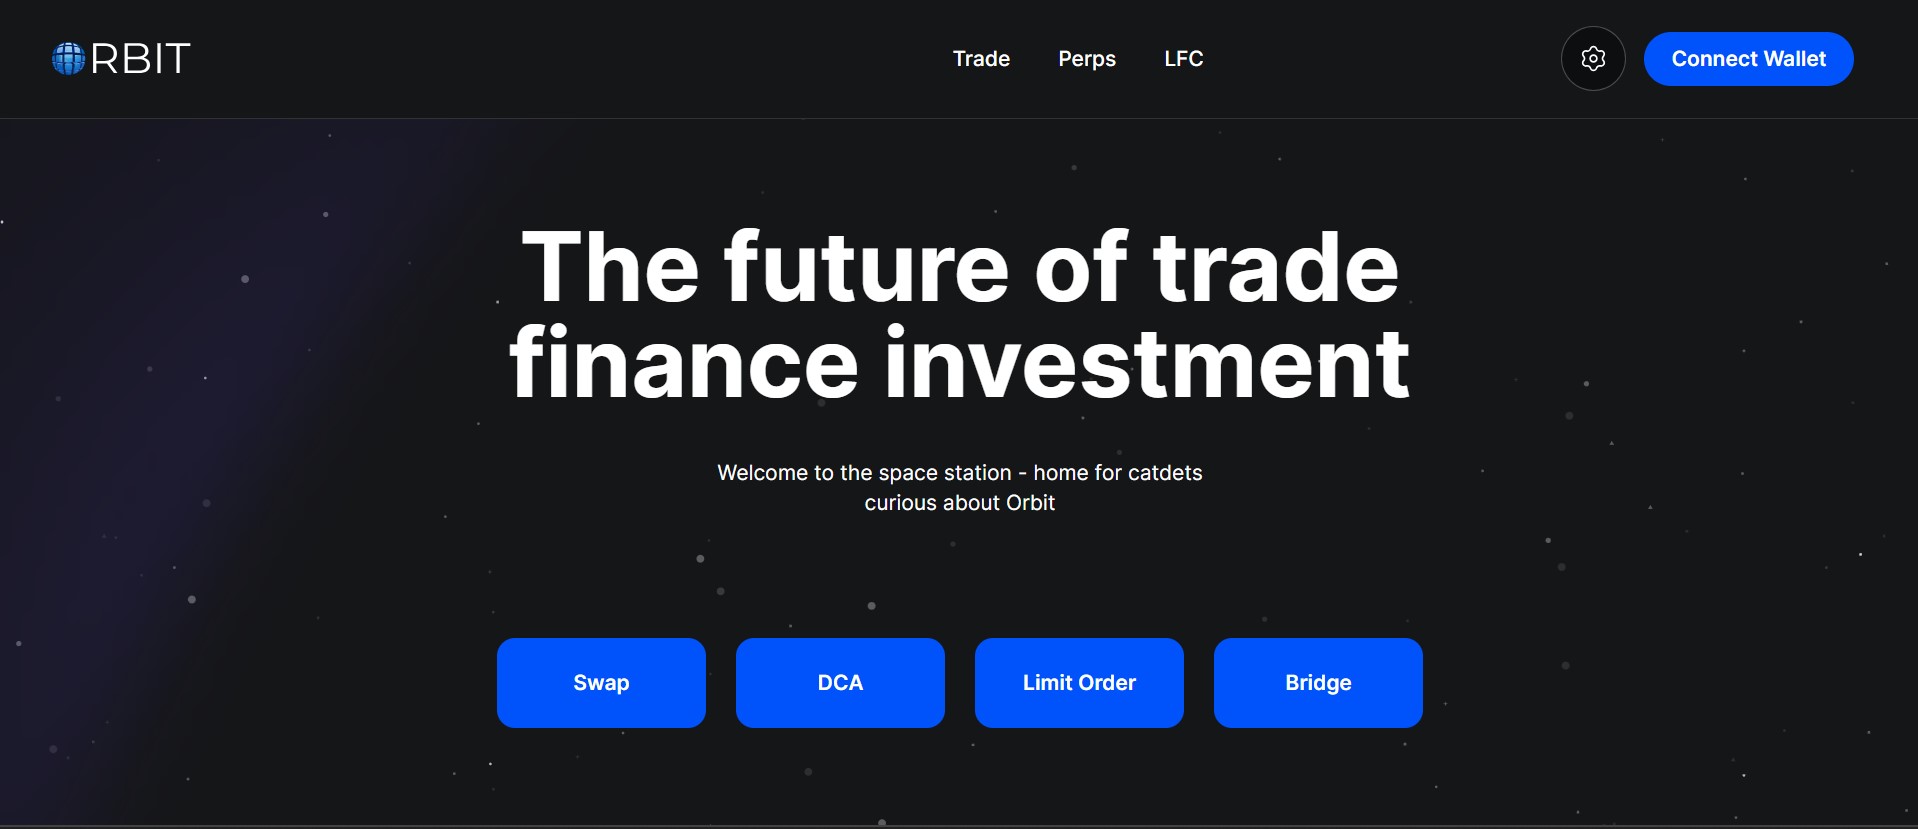 ORBIT
Trade Perps LFC
Connect Wallet
The future of trade
finance investment
Welcome to the space station - home for catdets
curious about Orbit
Swap DCA Limit Order Bridge